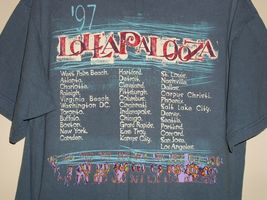 '97
LOLLAPALOOZA
West Palm Beach.
Atlanta.
Charlotte.
Raleigh.
Virginia Beach.
Washington DC.
Toronto.
Buffalo.
Boston.
New York.
Camden.
Hartford.
Detroit.
Cleveland.
Pittsburgh.
Columbus.
Cincinnati.
Indianapolis.
Chicago.
Grand Rapids.
East Troy.
Kansas City.
St. Louis.
Nashville.
Dallas.
Corpus Christi.
Phoenix.
Salt Lake City.
Denver.
Seattle.
Portland.
Concord.
San Jose.
Los Angeles.